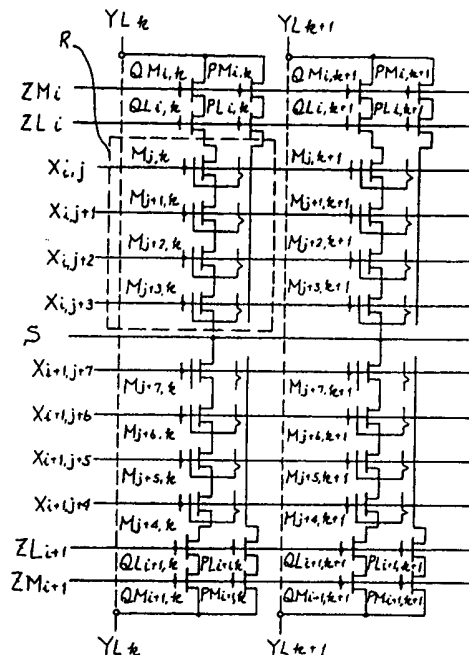 YLk YLk+1
R
QMi,k PMi,k QMi,k+1 PMi,k+1
ZMi
QLi,k PLi,k QLi,k+1 PLi,k+1
ZLi
Mj,k Mj,k+1
Xi,j
Mj+1,k Mj+1,k+1
Xi,j+1
Mj+2,k Mj+2,k+1
Xi,j+2
Mj+3,k Mj+3,k+1
Xi,j+3
S
Xi+1,j+7
Mj+7,k Mj+7,k+1
Xi+1,j+6
Mj+6,k Mj+6,k+1
Xi+1,j+5
Mj+5,k Mj+5,k+1
Xi+1,j+4
Mj+4,k Mj+4,k+1
ZLi+1
QLi+1,k PLi+1,k QLi+1,k+1 PLi+1,k+1
ZMi+1
QMi+1,k PMi+1,k QMi+1,k+1 PMi+1,k+1
YLk YLk+1